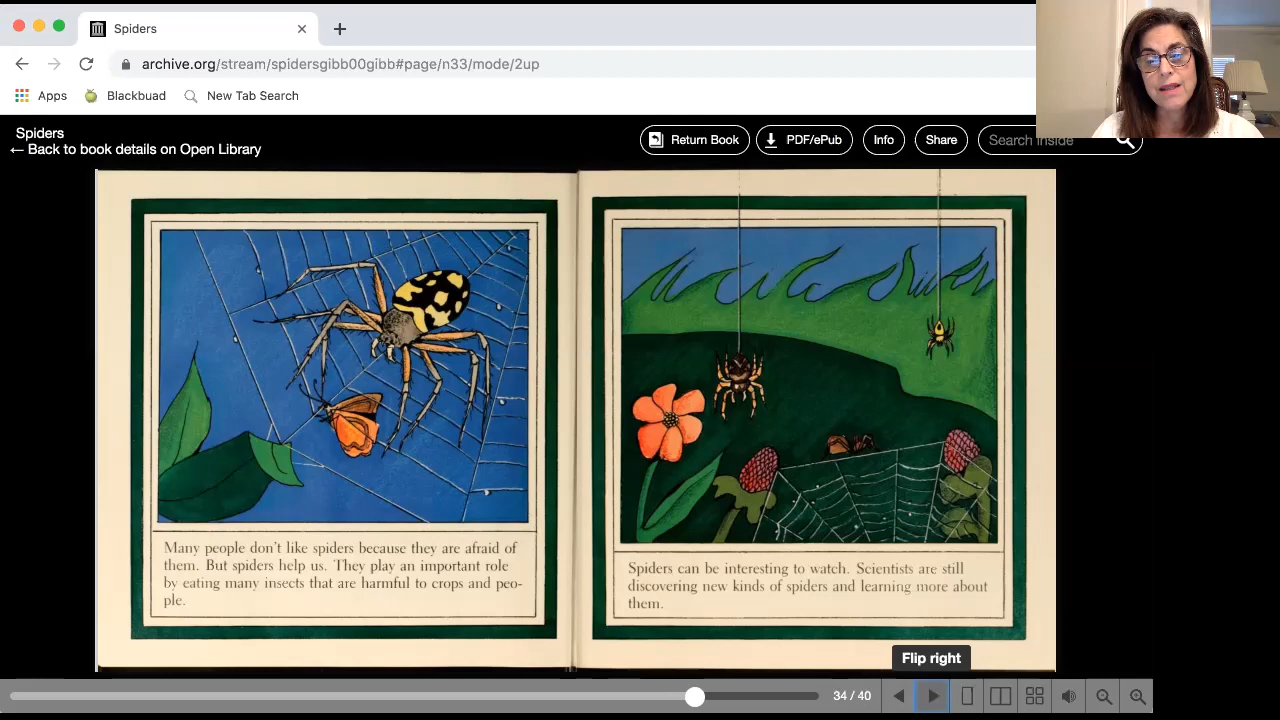 Spiders
archive.org/stream/spidersgibb00gibb#page/n33/mode/2up
Apps
Blackbuad
New Tab Search
Spiders
← Back to book details on Open Library
Return Book
PDF/ePub
Info
Share
Search inside
Many people don't like spiders because they are afraid of
them. But spiders help us. They play an important role
by eating many insects that are harmful to crops and peo-
ple.
Spiders can be interesting to watch. Scientists are still
discovering new kinds of spiders and learning more about
them.
Flip right
34 / 40